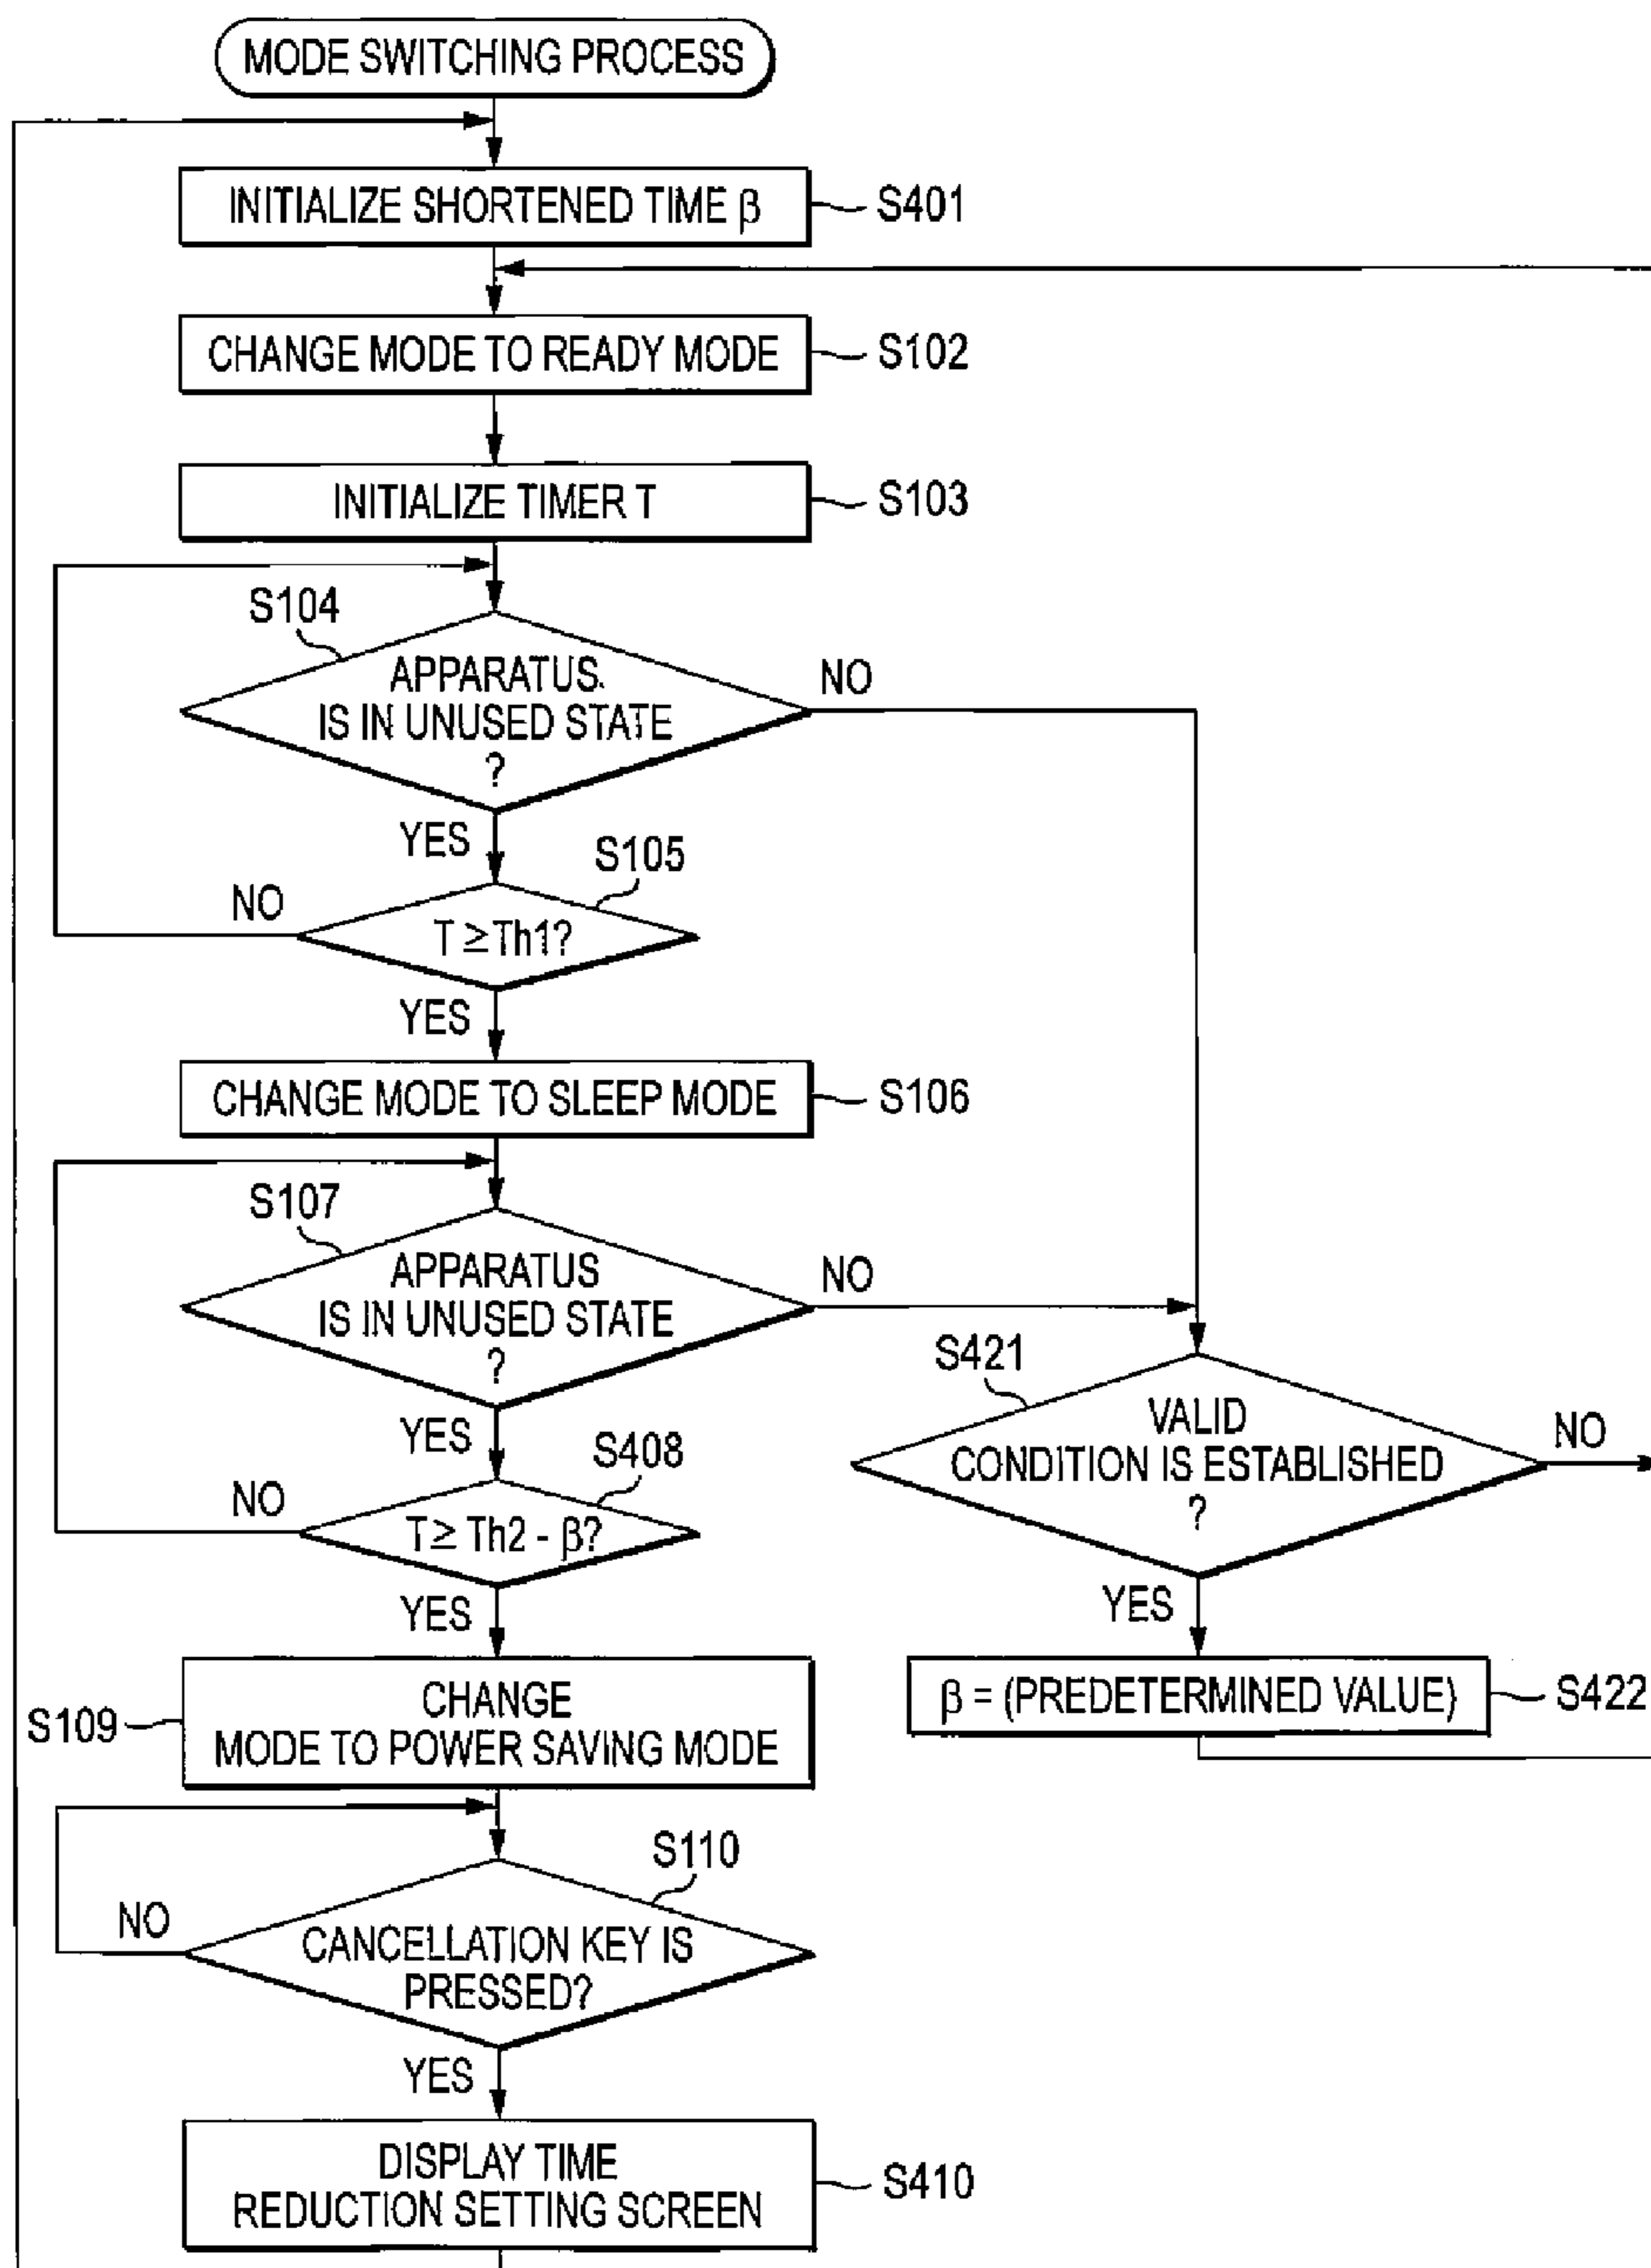 MODE SWITCHING PROCESS
INITIALIZE SHORTENED TIME β
S401
CHANGE MODE TO READY MODE
S102
INITIALIZE TIMER T
S103
S104
APPARATUS
IS IN UNUSED STATE
?
NO
YES
S105
NO
T ≥ Th1?
YES
CHANGE MODE TO SLEEP MODE
S106
S107
APPARATUS
IS IN UNUSED STATE
?
NO
YES
S421
VALID
CONDITION IS ESTABLISHED
?
NO
S408
NO
T ≥ Th2 - β?
YES
YES
CHANGE
MODE TO POWER SAVING MODE
S109
β = (PREDETERMINED VALUE)
S422
S110
NO
CANCELLATION KEY IS
PRESSED?
YES
DISPLAY TIME
REDUCTION SETTING SCREEN
S410